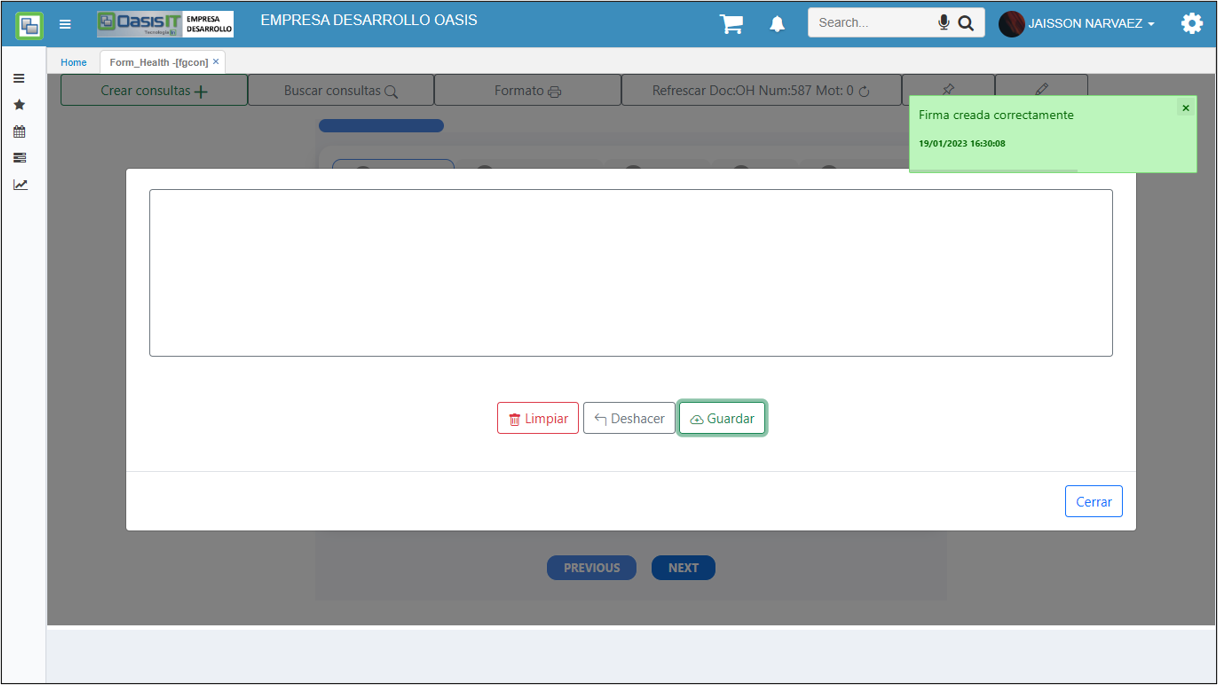 OasisIT
Tecnología
EMPRESA
DESARROLLO
EMPRESA DESARROLLO OASIS
Search...
JAISSON NARVAEZ
Home
Form_Health -[fgcon] ×
Crear consultas
Buscar consultas
Formato
Refrescar Doc:OH Num:587 Mot: 0
Firma creada correctamente
×
19/01/2023 16:30:08
Limpiar
Deshacer
Guardar
Cerrar
PREVIOUS
NEXT